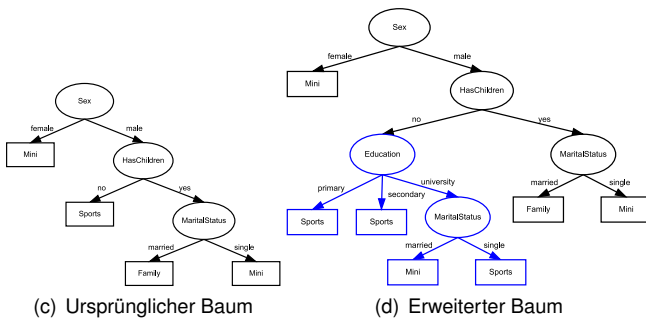 Sex
female
male
Mini
HasChildren
no
yes
Sports
MaritalStatus
married
single
Family
Mini
(c) Ursprünglicher Baum
Sex
female
male
Mini
HasChildren
no
yes
Education
MaritalStatus
primary
secondary
university
married
single
Sports
Sports
MaritalStatus
Family
Mini
married
single
Mini
Sports
(d) Erweiterter Baum